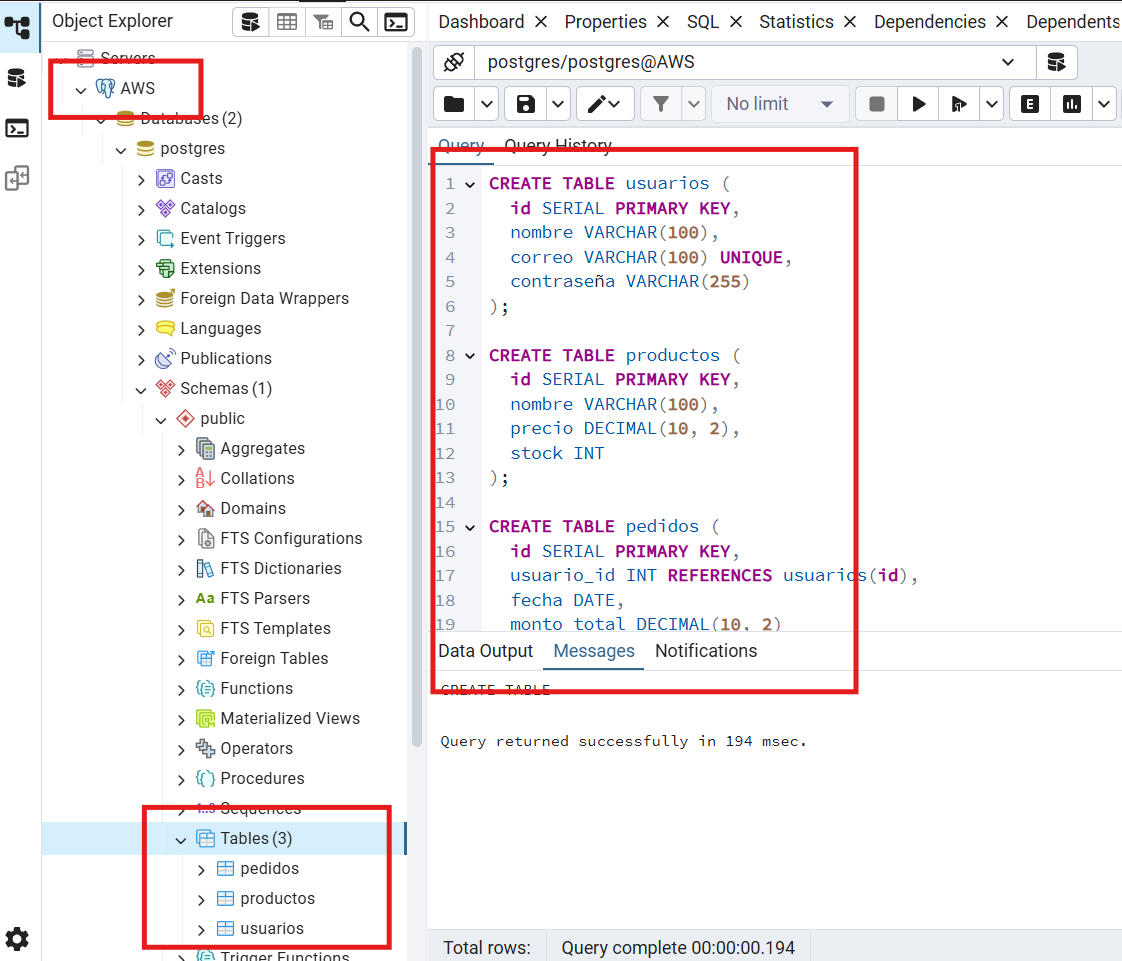 Object Explorer
Servers
AWS
Databases (2)
postgres
Casts
Catalogs
Event Triggers
Extensions
Foreign Data Wrappers
Languages
Publications
Schemas (1)
public
Aggregates
Collations
Domains
FTS Configurations
FTS Dictionaries
Aa FTS Parsers
FTS Templates
Foreign Tables
Functions
Materialized Views
Operators
Procedures
1..3 Sequences
Tables (3)
pedidos
productos
usuarios
Trigger Functions
Dashboard × Properties × SQL × Statistics × Dependencies × Dependents
postgres/postgres@AWS
No limit
E
Query Query History
1 CREATE TABLE usuarios (
2 id SERIAL PRIMARY KEY,
3 nombre VARCHAR(100),
4 correo VARCHAR(100) UNIQUE,
5 contraseña VARCHAR(255)
6 );
7
8 CREATE TABLE productos (
9 id SERIAL PRIMARY KEY,
10 nombre VARCHAR(100),
11 precio DECIMAL(10, 2),
12 stock INT
13 );
14
15 CREATE TABLE pedidos (
16 id SERIAL PRIMARY KEY,
17 usuario_id INT REFERENCES usuarios(id),
18 fecha DATE,
19 monto_total DECIMAL(10, 2)
Data Output Messages Notifications
CREATE TABLE
Query returned successfully in 194 msec.
Total rows: Query complete 00:00:00.194